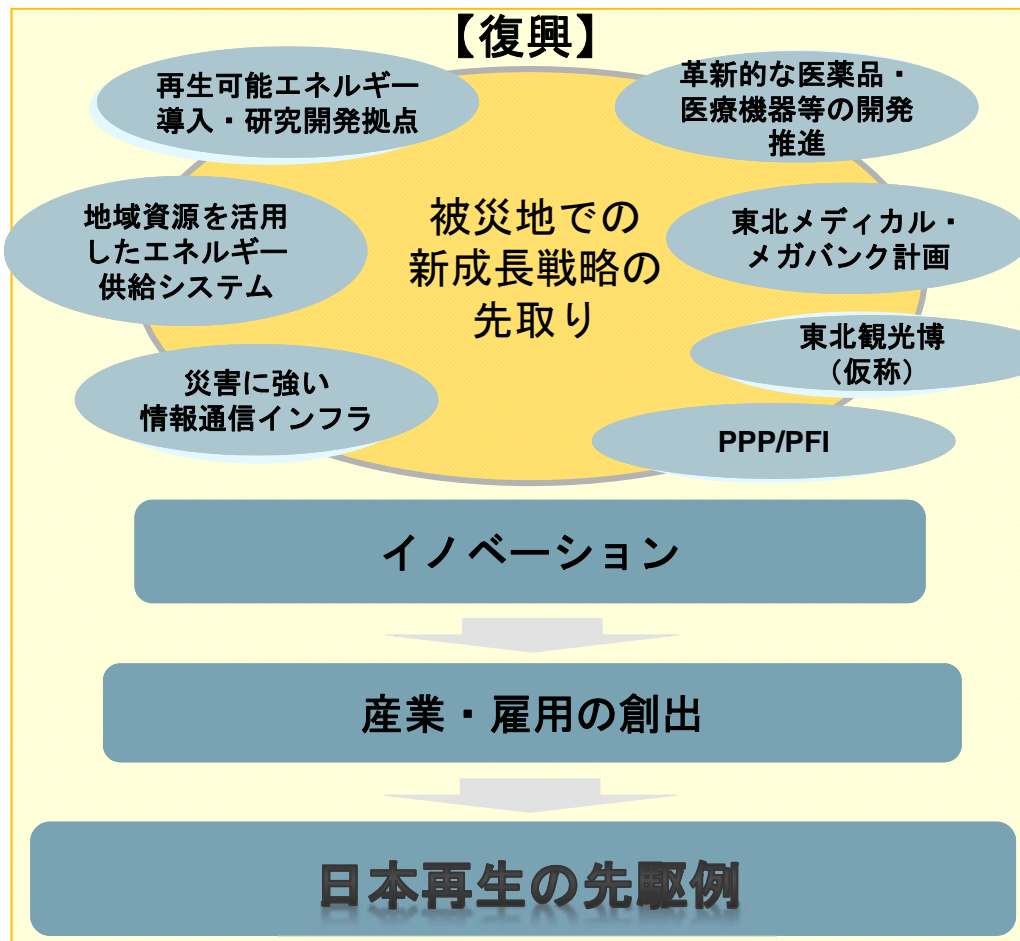 【復興】
再生可能エネルギー
導入・研究開発拠点
革新的な医薬品・
医療機器等の開発
推進
地域資源を活用
したエネルギー
供給システム
被災地での
新成長戦略の
先取り
東北メディカル・
メガバンク計画
東北観光博
（仮称）
災害に強い
情報通信インフラ
PPP/PFI
イノベーション
産業・雇用の創出
日本再生の先駆例